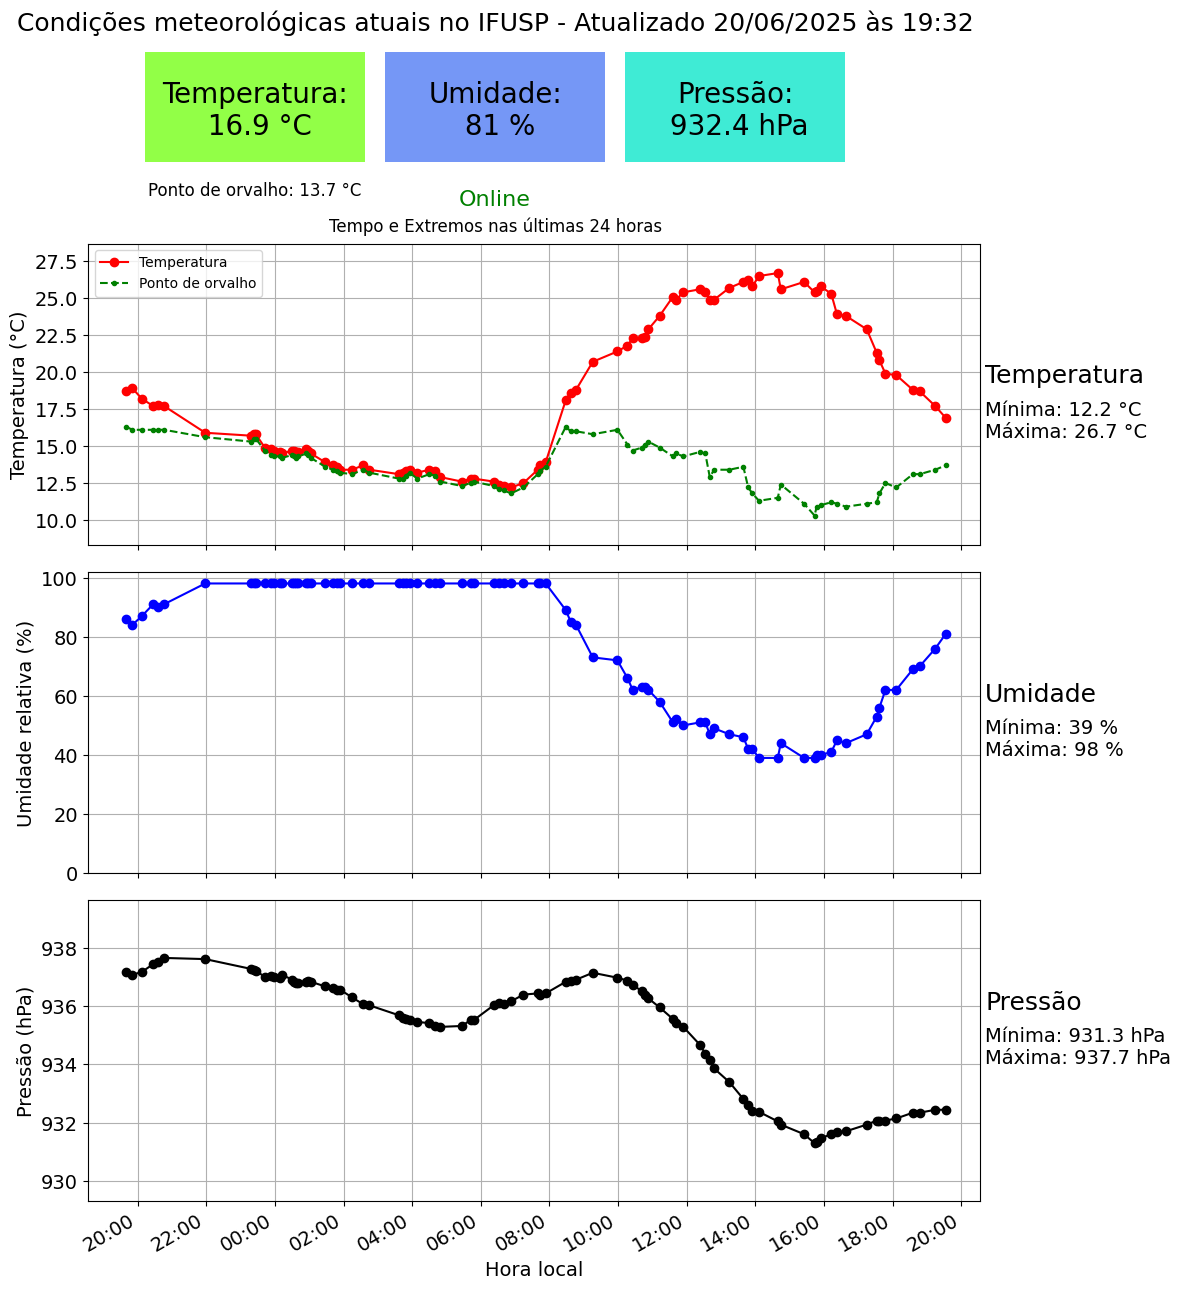 Condições meteorológicas atuais no IFUSP - Atualizado 20/06/2025 às 19:32
Temperatura:
16.9 °C
Umidade:
81 %
Pressão:
932.4 hPa
Ponto de orvalho: 13.7 °C
Online
Tempo e Extremos nas últimas 24 horas
Temperatura
Ponto de orvalho
27.5
25.0
22.5
20.0
17.5
15.0
12.5
10.0
Temperatura (°C)
Temperatura
Mínima: 12.2 °C
Máxima: 26.7 °C
100
80
60
40
20
0
Umidade relativa (%)
Umidade
Mínima: 39 %
Máxima: 98 %
938
936
934
932
930
Pressão (hPa)
Pressão
Mínima: 931.3 hPa
Máxima: 937.7 hPa
20:00 22:00 00:00 02:00 04:00 06:00 08:00 10:00 12:00 14:00 16:00 18:00 20:00
Hora local